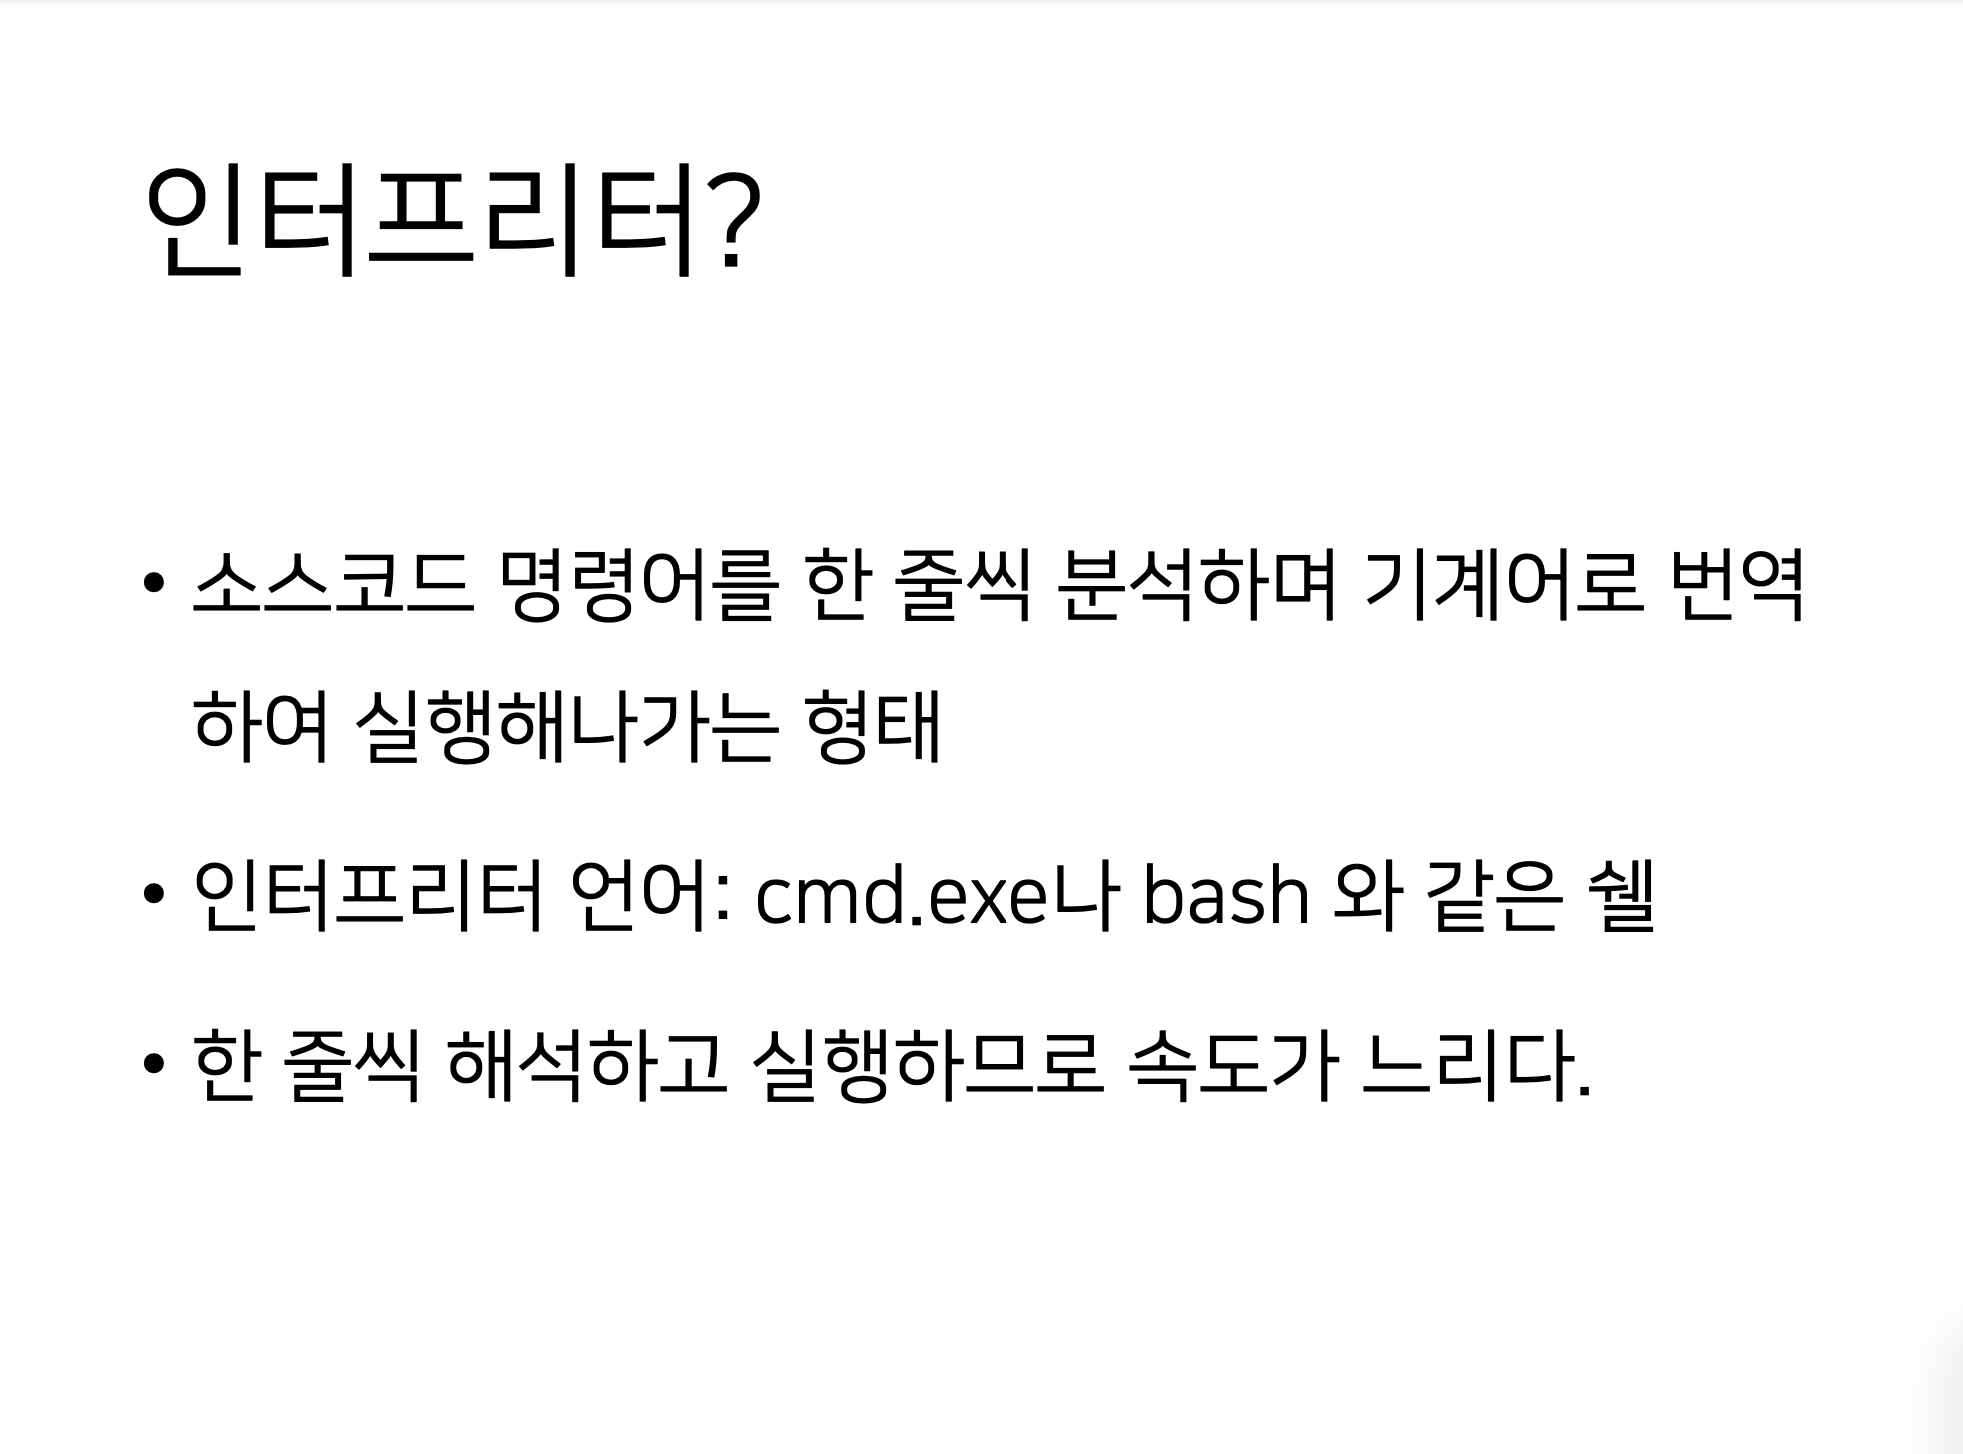 인터프리터?
• 소스코드 명령어를 한 줄씩 분석하며 기계어로 번역
하여 실행해나가는 형태
• 인터프리터 언어: cmd.exe나 bash 와 같은 쉘
• 한 줄씩 해석하고 실행하므로 속도가 느리다.